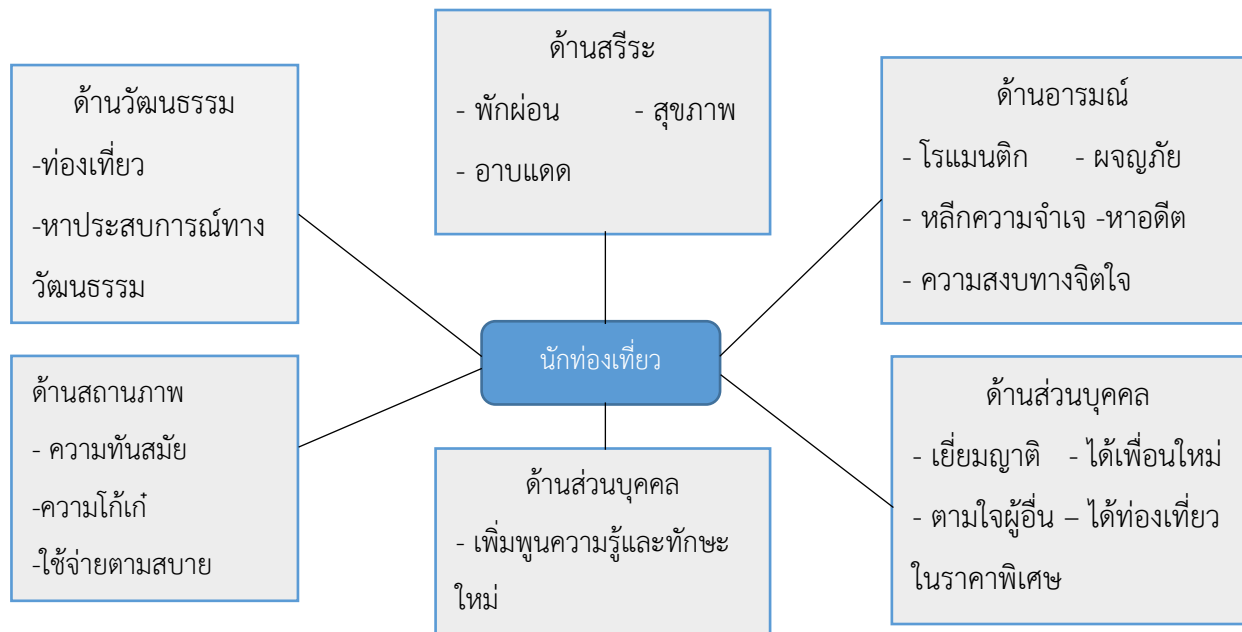 ด้านสรีระ
- พักผ่อน - สุขภาพ
- อาบแดด
ด้านวัฒนธรรม
-ท่องเที่ยว
-หาประสบการณ์ทาง
วัฒนธรรม
ด้านอารมณ์
- โรแมนติก - ผจญภัย
- หลีกความจำเจ -หาอดีต
- ความสงบทางจิตใจ
นักท่องเที่ยว
ด้านสถานภาพ
- ความทันสมัย
-ความโก้เก๋
-ใช้จ่ายตามสบาย
ด้านส่วนบุคคล
- เพิ่มพูนความรู้และทักษะ
ใหม่
ด้านส่วนบุคคล
- เยี่ยมญาติ - ได้เพื่อนใหม่
- ตามใจผู้อื่น – ได้ท่องเที่ยว
ในราคาพิเศษ